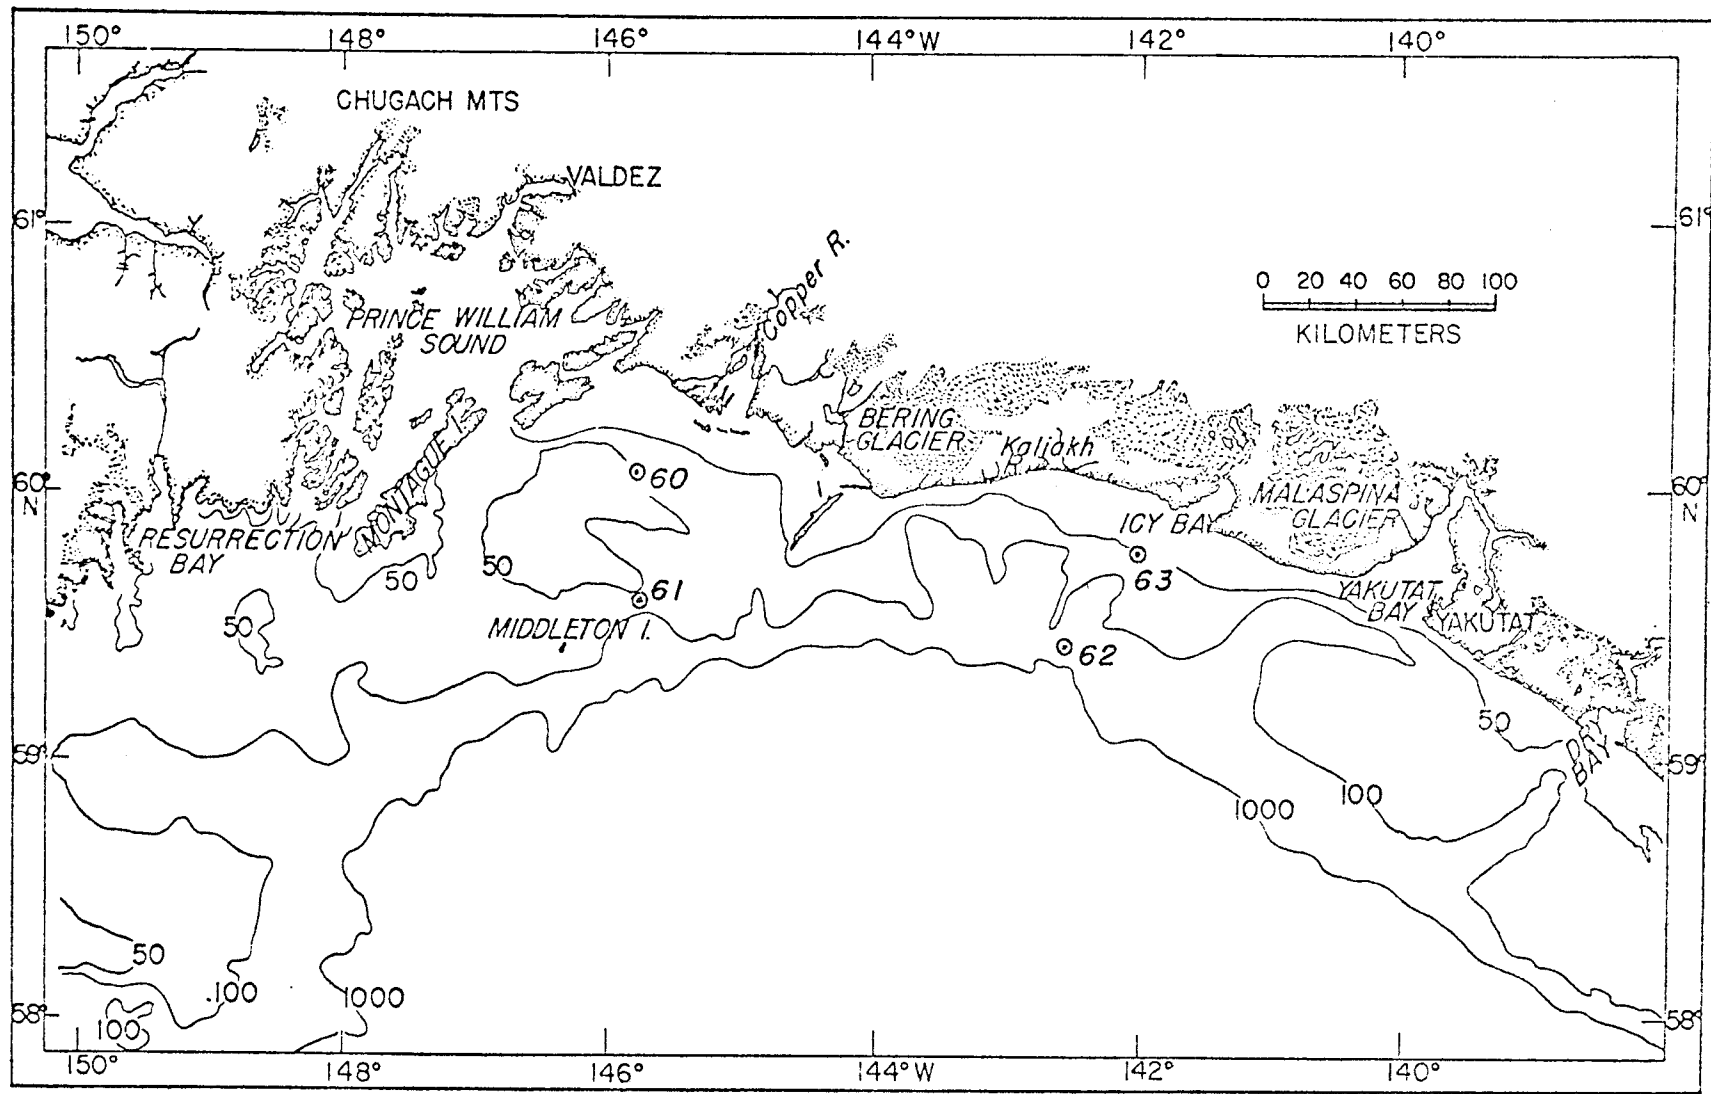 150° 148° 146° 144° W 142° 140°
CHUGACH MTS
VALDEZ
61° 61°
Copper R.
0 20 40 60 80 100
KILOMETERS
PRINCE WILLIAM
SOUND
BERING
GLACIER
Kaliakh
MONTAGUE I.
60
60° 60°
N N
MALASPINA
GLACIER
ICY BAY
RESURRECTION
BAY
50
50
63
61
YAKUTAT
BAY
YAKUTAT
50
MIDDLETON I.
62
50
DRY
BAY
59° 59°
1000
100
50
100
1000
100
58° 58°
150° 148° 146° 144° W 142° 140°